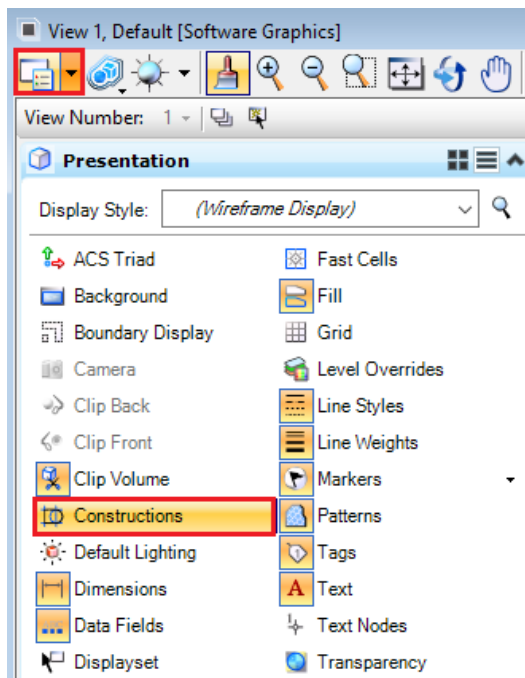 View 1, Default [Software Graphics]
View Number: 1
Presentation
Display Style: (Wireframe Display)
ACS Triad Fast Cells
Background Fill
Boundary Display Grid
Camera Level Overrides
Clip Back Line Styles
Clip Front Line Weights
Clip Volume Markers
Constructions Patterns
Default Lighting Tags
Dimensions Text
Data Fields Text Nodes
Displayset Transparency